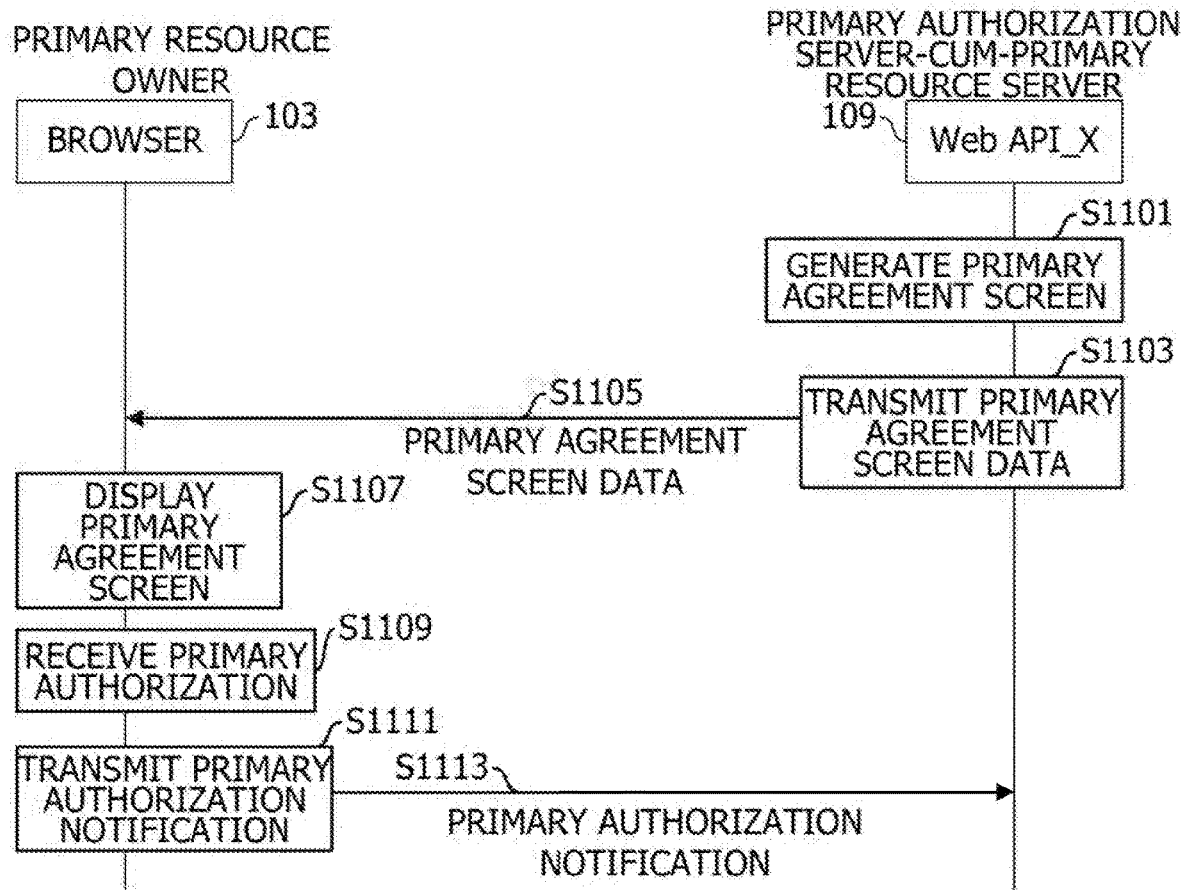 PRIMARY RESOURCE
OWNER
BROWSER
103
PRIMARY AUTHORIZATION
SERVER-CUM-PRIMARY
RESOURCE SERVER
109
Web API_X
S1101
GENERATE PRIMARY
AGREEMENT SCREEN
S1103
TRANSMIT PRIMARY
AGREEMENT
SCREEN DATA
S1105
PRIMARY AGREEMENT
SCREEN DATA
DISPLAY
PRIMARY
AGREEMENT
SCREEN
S1107
RECEIVE PRIMARY
AUTHORIZATION
S1109
TRANSMIT PRIMARY
AUTHORIZATION
NOTIFICATION
S1111
S1113
PRIMARY AUTHORIZATION
NOTIFICATION